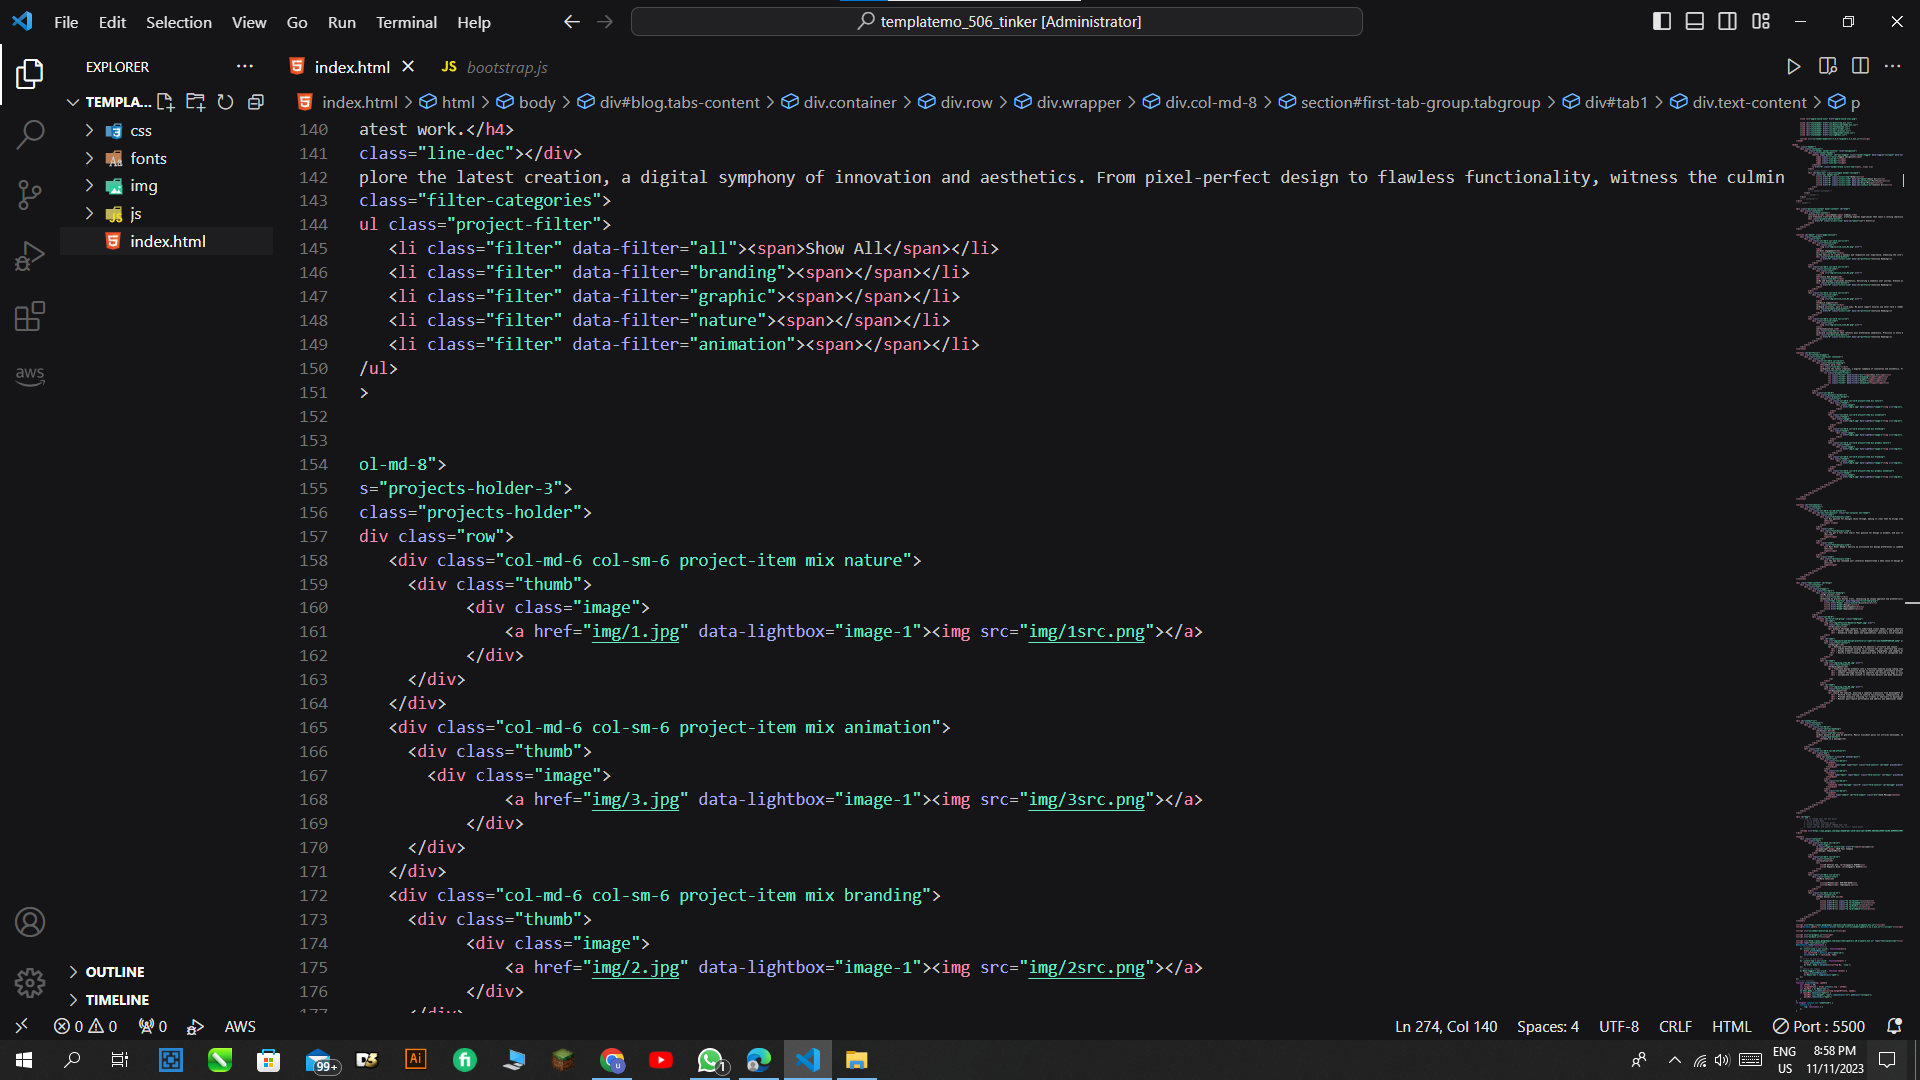 File Edit Selection View Go Run Terminal Help
templatemo_506_tinker [Administrator]
EXPLORER
index.html
JS bootstrap.js
TEMPLA...
index.html > html > body > div#blog.tabs-content > div.container > div.row > div.wrapper > div.col-md-8 > section#first-tab-group.tabgroup > div#tab1 > div.text-content > p
css
fonts
img
js
index.html
140 atest work.</h4>
141 class="line-dec"></div>
142 plore the latest creation, a digital symphony of innovation and aesthetics. From pixel-perfect design to flawless functionality, witness the culmin
143 class="filter-categories">
144 ul class="project-filter">
145 <li class="filter" data-filter="all"><span>Show All</span></li>
146 <li class="filter" data-filter="branding"><span></span></li>
147 <li class="filter" data-filter="graphic"><span></span></li>
148 <li class="filter" data-filter="nature"><span></span></li>
149 <li class="filter" data-filter="animation"><span></span></li>
150 /ul>
151 >
152
153
154 ol-md-8">
155 s="projects-holder-3">
156 class="projects-holder">
157 div class="row">
158 <div class="col-md-6 col-sm-6 project-item mix nature">
159 <div class="thumb">
160 <div class="image">
161 <a href="img/1.jpg" data-lightbox="image-1"><img src="img/1src.png"></a>
162 </div>
163 </div>
164 </div>
165 <div class="col-md-6 col-sm-6 project-item mix animation">
166 <div class="thumb">
167 <div class="image">
168 <a href="img/3.jpg" data-lightbox="image-1"><img src="img/3src.png"></a>
169 </div>
170 </div>
171 </div>
172 <div class="col-md-6 col-sm-6 project-item mix branding">
173 <div class="thumb">
174 <div class="image">
175 <a href="img/2.jpg" data-lightbox="image-1"><img src="img/2src.png"></a>
176 </div>
177 </div>
aws
OUTLINE
TIMELINE
0 0 0 AWS
Ln 274, Col 140 Spaces: 4 UTF-8 CRLF HTML Port : 5500
99+
Ai
fi
1
ENG
US
8:58 PM
11/11/2023